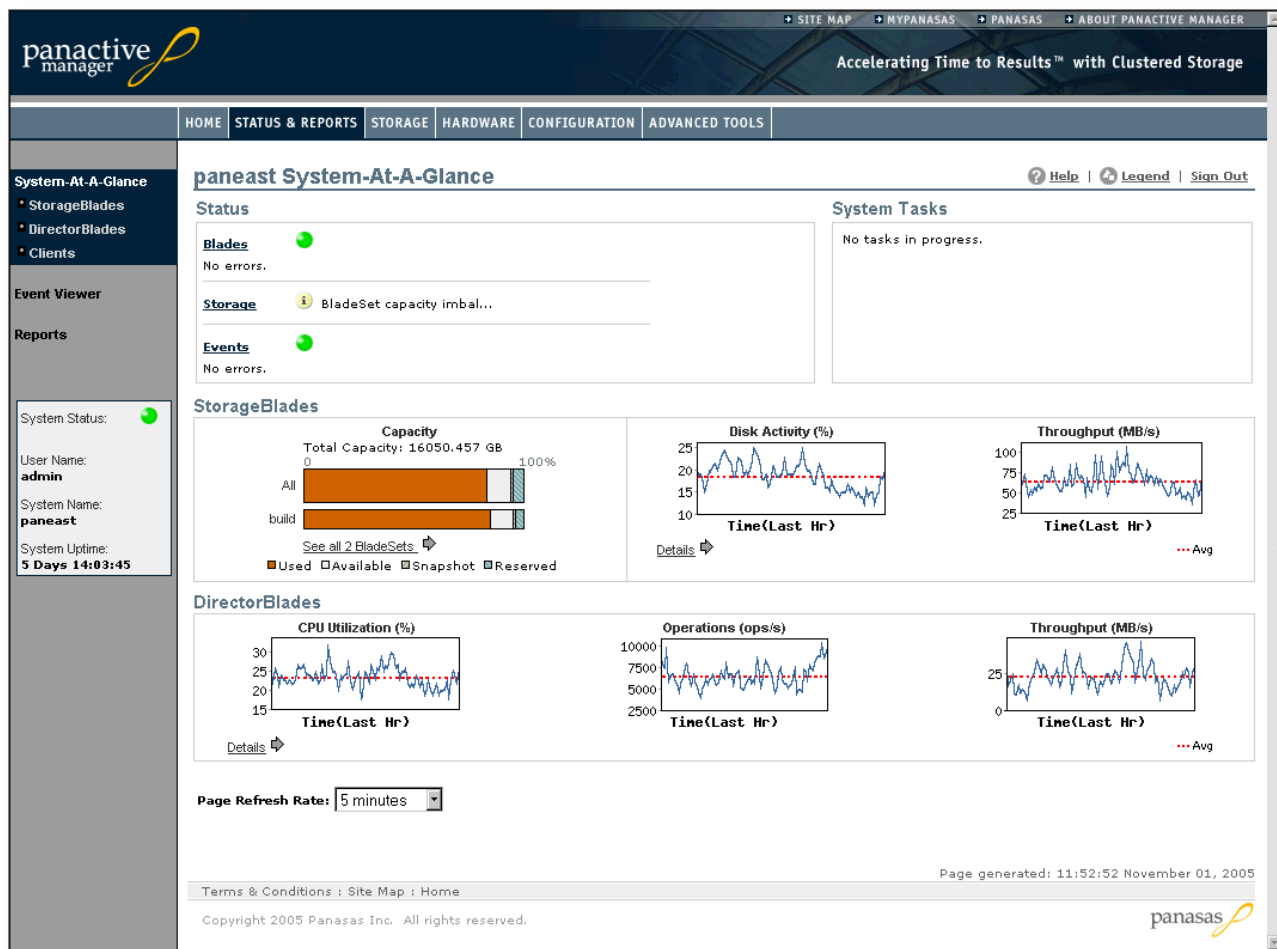 SITE MAP MYPANASAS PANASAS ABOUT PANACTIVE MANAGER
panactive
manager
Accelerating Time to Results™ with Clustered Storage
HOME STATUS & REPORTS STORAGE HARDWARE CONFIGURATION ADVANCED TOOLS
System-At-A-Glance
StorageBlades
DirectorBlades
Clients
Event Viewer
Reports
System Status:
User Name:
admin
System Name:
paneast
System Uptime:
5 Days 14:03:45
paneast System-At-A-Glance
Help | Legend | Sign Out
Status
Blades
No errors.
Storage BladeSet capacity imbal...
Events
No errors.
System Tasks
No tasks in progress.
StorageBlades
Capacity
Total Capacity: 16050.457 GB
0 100%
All
build
See all 2 BladeSets
Used Available Snapshot Reserved
Disk Activity (%)
25
20
15
10
Time(Last Hr)
Details
Throughput (MB/s)
100
75
50
25
Time(Last Hr)
Avg
DirectorBlades
CPU Utilization (%)
30
25
20
15
Time(Last Hr)
Details
Operations (ops/s)
10000
7500
5000
2500
Time(Last Hr)
Throughput (MB/s)
25
0
Time(Last Hr)
Avg
Page Refresh Rate: 5 minutes
Page generated: 11:52:52 November 01, 2005
Terms & Conditions : Site Map : Home
Copyright 2005 Panasas Inc. All rights reserved.
panasas